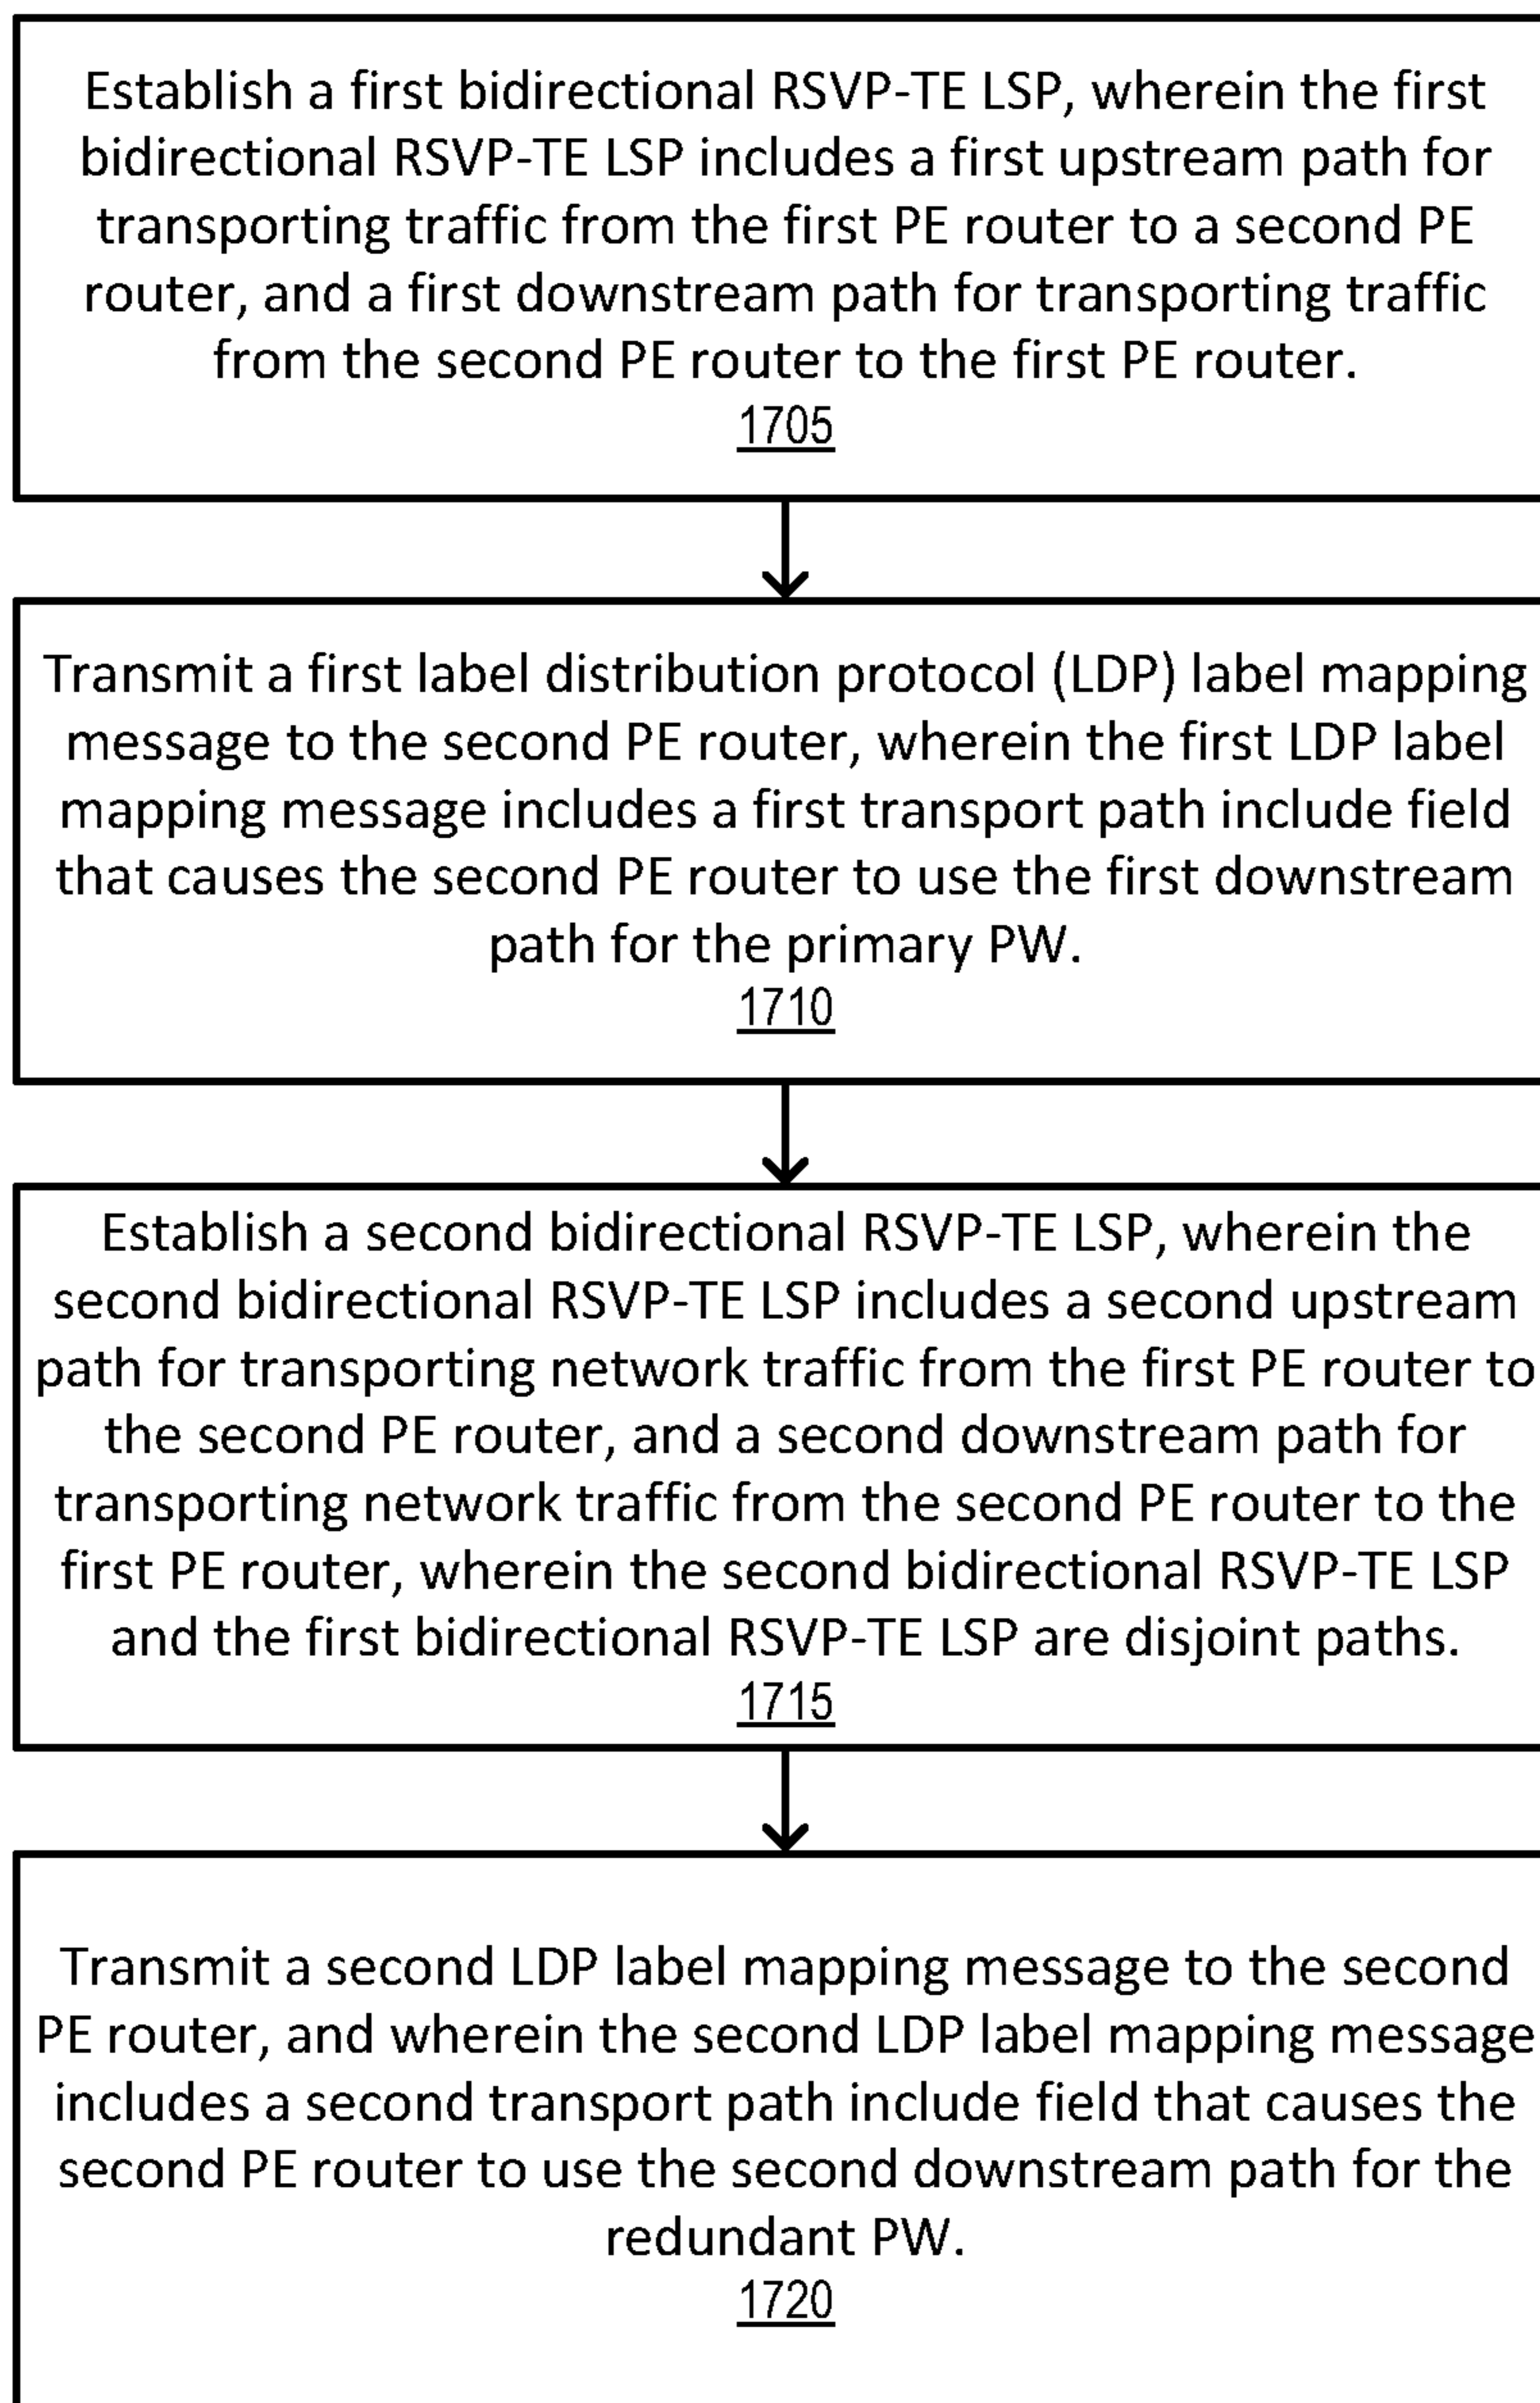 Establish a first bidirectional RSVP-TE LSP, wherein the first
bidirectional RSVP-TE LSP includes a first upstream path for
transporting traffic from the first PE router to a second PE
router, and a first downstream path for transporting traffic
from the second PE router to the first PE router.
1705
Transmit a first label distribution protocol (LDP) label mapping
message to the second PE router, wherein the first LDP label
mapping message includes a first transport path include field
that causes the second PE router to use the first downstream
path for the primary PW.
1710
Establish a second bidirectional RSVP-TE LSP, wherein the
second bidirectional RSVP-TE LSP includes a second upstream
path for transporting network traffic from the first PE router to
the second PE router, and a second downstream path for
transporting network traffic from the second PE router to the
first PE router, wherein the second bidirectional RSVP-TE LSP
and the first bidirectional RSVP-TE LSP are disjoint paths.
1715
Transmit a second LDP label mapping message to the second
PE router, and wherein the second LDP label mapping message
includes a second transport path include field that causes the
second PE router to use the second downstream path for the
redundant PW.
1720